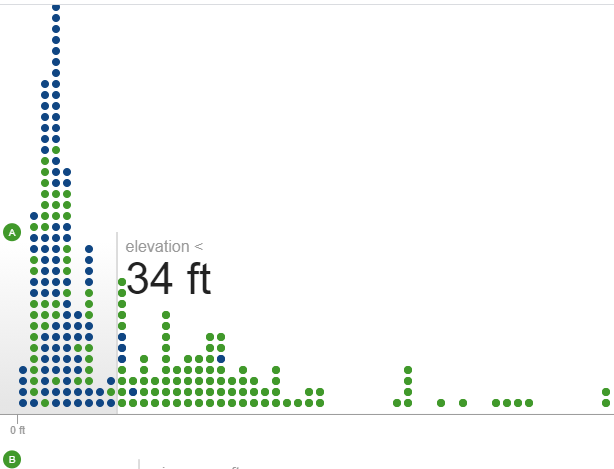 A
elevation <
34 ft
0 ft
B